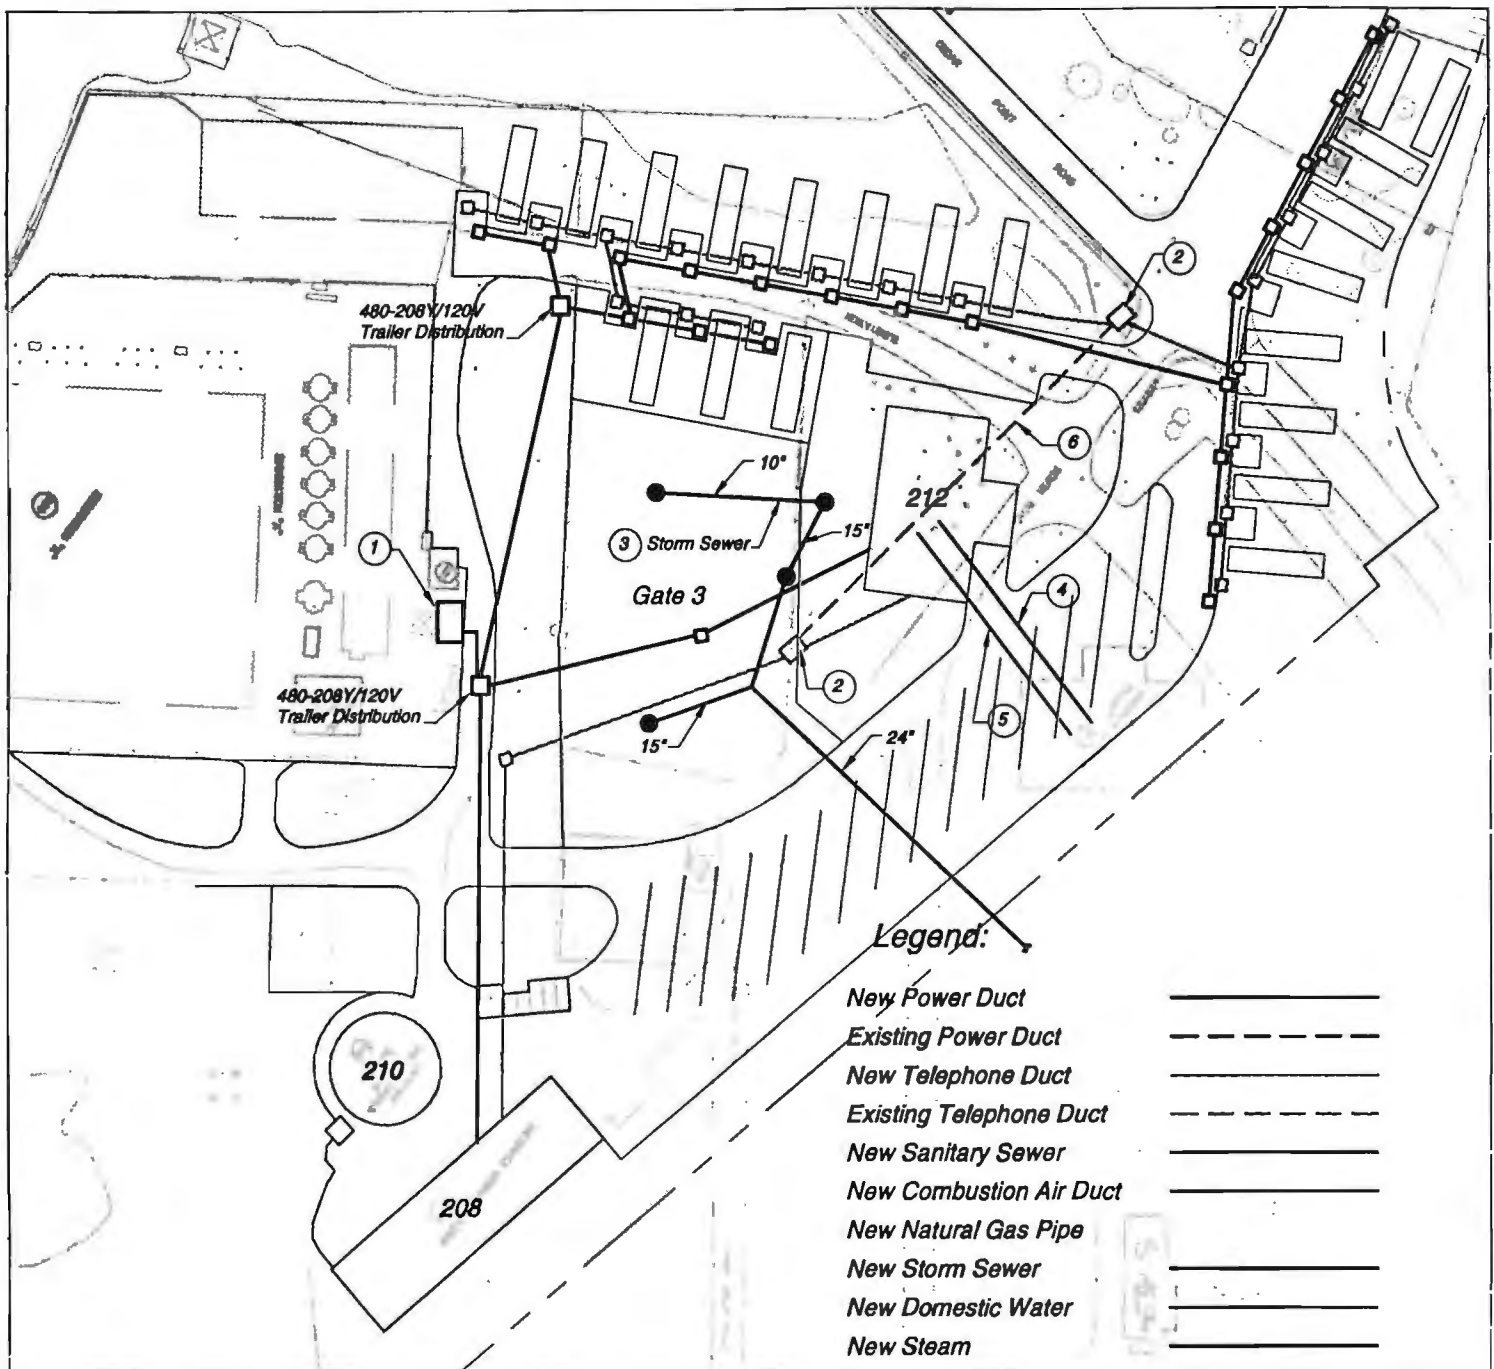 CEDAR
POINT
ROAD
2
480-208Y/120V
Trailer Distribution
6
10"
212
15"
3 Storm Sewer
1
Gate 3
4
480-208Y/120V
Trailer Distribution
2
5
15"
24"
Legend:
New Power Duct
Existing Power Duct
New Telephone Duct
Existing Telephone Duct
New Sanitary Sewer
New Combustion Air Duct
New Natural Gas Pipe
New Storm Sewer
New Domestic Water
New Steam
210
208